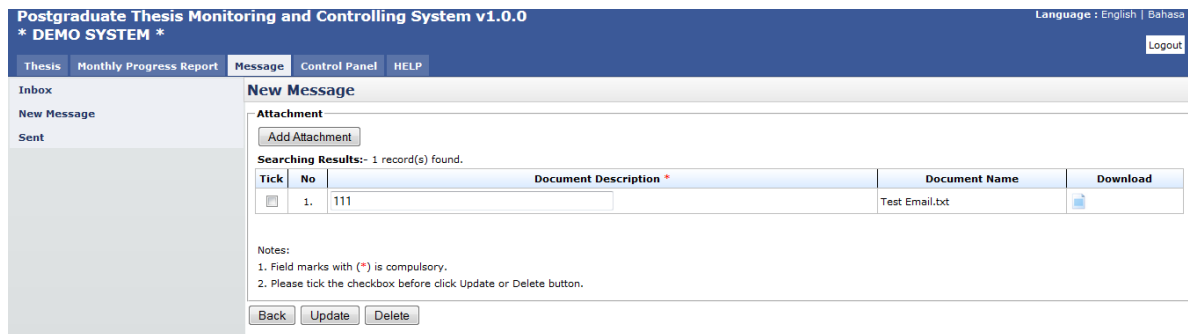 Postgraduate Thesis Monitoring and Controlling System v1.0.0
* DEMO SYSTEM *
Language : English | Bahasa
Logout
Thesis Monthly Progress Report Message Control Panel HELP
Inbox
New Message
Sent
New Message
Attachment
Add Attachment
Searching Results:- 1 record(s) found.
Tick No Document Description * Document Name Download
1. 111 Test Email.txt
Notes:
1. Field marks with (*) is compulsory.
2. Please tick the checkbox before click Update or Delete button.
Back Update Delete